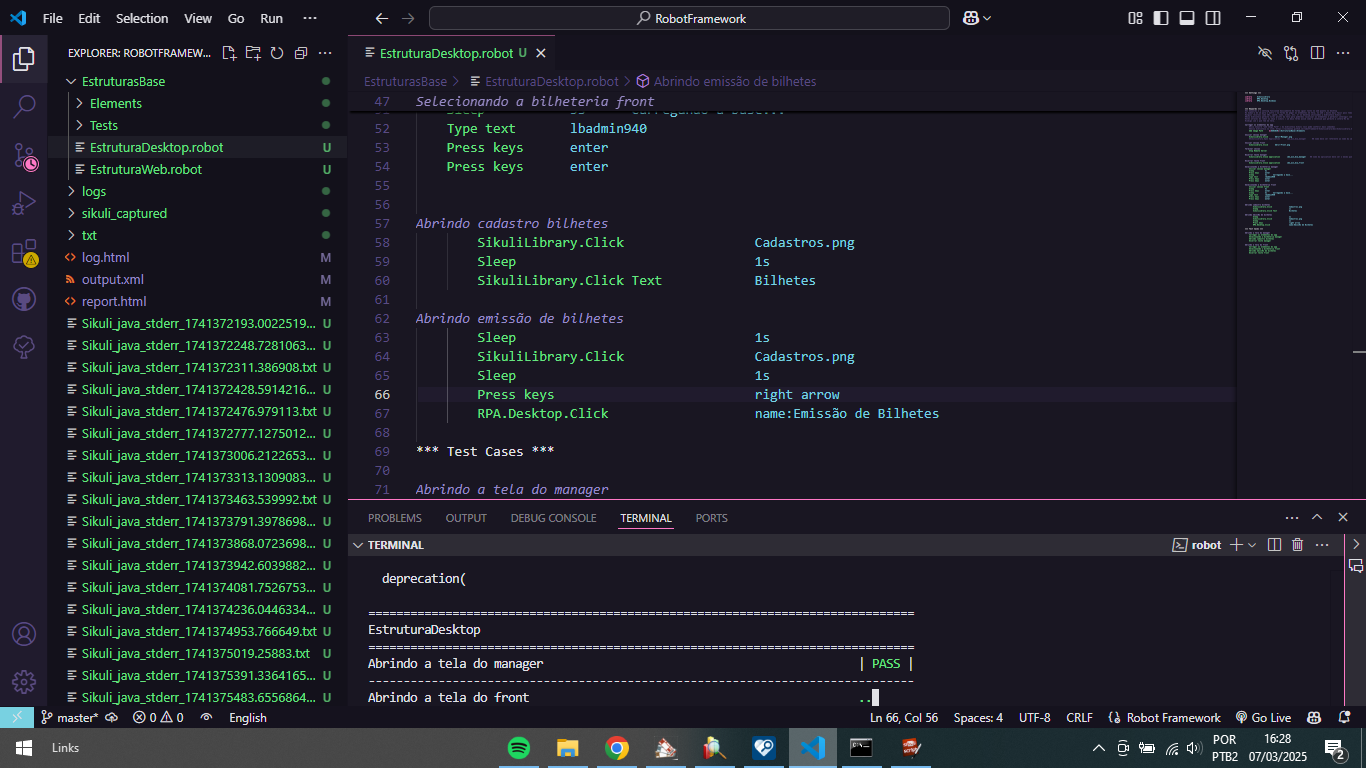 File Edit Selection View Go Run ···
RobotFramework
EXPLORER: ROBOTFRAMEW...
EstruturasBase
Elements
Tests
EstruturaDesktop.robot U
EstruturaWeb.robot U
logs
sikuli_captured
txt
log.html M
output.xml M
report.html M
Sikuli_java_stderr_1741372193.0022519... U
Sikuli_java_stderr_1741372248.7281063... U
Sikuli_java_stderr_1741372311.386908.txt U
Sikuli_java_stderr_1741372428.5914216... U
Sikuli_java_stderr_1741372476.979113.txt U
Sikuli_java_stderr_1741372777.1275012... U
Sikuli_java_stderr_1741373006.2122653... U
Sikuli_java_stderr_1741373313.1309083... U
Sikuli_java_stderr_1741373463.539992.txt U
Sikuli_java_stderr_1741373791.3978698... U
Sikuli_java_stderr_1741373868.0723698... U
Sikuli_java_stderr_1741373942.6039882... U
Sikuli_java_stderr_1741374081.7526753... U
Sikuli_java_stderr_1741374236.0446334... U
Sikuli_java_stderr_1741374953.766649.txt U
Sikuli_java_stderr_1741375019.25883.txt U
Sikuli_java_stderr_1741375391.3364165... U
Sikuli_java_stderr_1741375483.6556864... U
EstruturaDesktop.robot U
EstruturasBase > EstruturaDesktop.robot > Abrindo emissão de bilhetes
47 Selecionando a bilheteria front
52 Type text lbadmin940
53 Press keys enter
54 Press keys enter
55
56
57 Abrindo cadastro bilhetes
58 SikuliLibrary.Click Cadastros.png
59 Sleep 1s
60 SikuliLibrary.Click Text Bilhetes
61
62 Abrindo emissão de bilhetes
63 Sleep 1s
64 SikuliLibrary.Click Cadastros.png
65 Sleep 1s
66 Press keys right arrow
67 RPA.Desktop.Click name:Emissão de Bilhetes
68
69 *** Test Cases ***
70
71 Abrindo a tela do manager
PROBLEMS OUTPUT DEBUG CONSOLE TERMINAL PORTS
TERMINAL
robot
deprecation(
==============================================================================
EstruturaDesktop
==============================================================================
Abrindo a tela do manager | PASS |
------------------------------------------------------------------------------
Abrindo a tela do front ..
master* 0 0 English
Ln 66, Col 56 Spaces: 4 UTF-8 CRLF Robot Framework Go Live
Links
POR
PTB2
16:28
07/03/2025
2